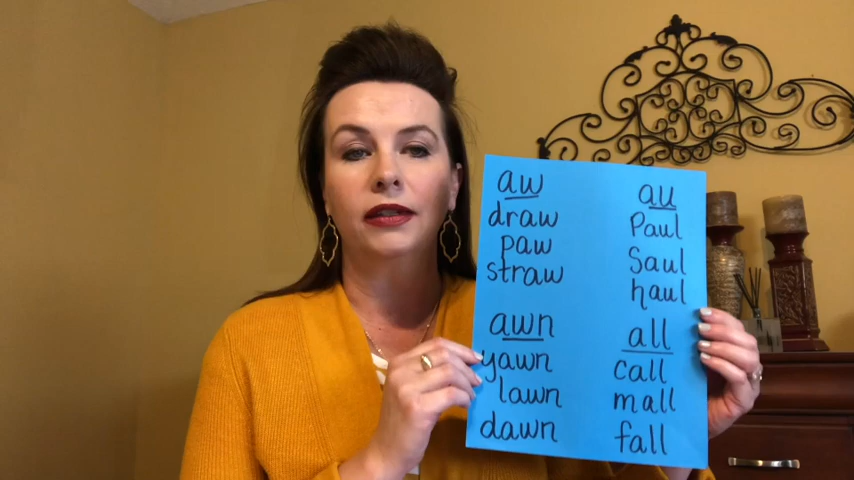 aw
draw
paw
straw
awn
yawn
lawn
dawn
au
Paul
Saul
haul
all
call
mall
fall